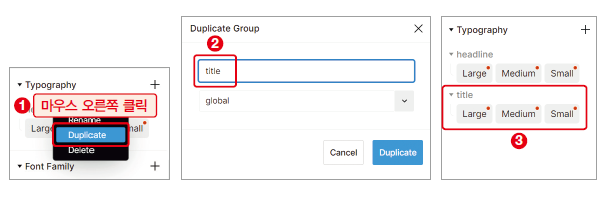 Typography
1 마우스 오른쪽 클릭
Rename
Large
Small
Duplicate
Delete
Font Family
Duplicate Group
2
title
global
Cancel
Duplicate
Typography
headline
Large
Medium
Small
title
Large
Medium
Small
3